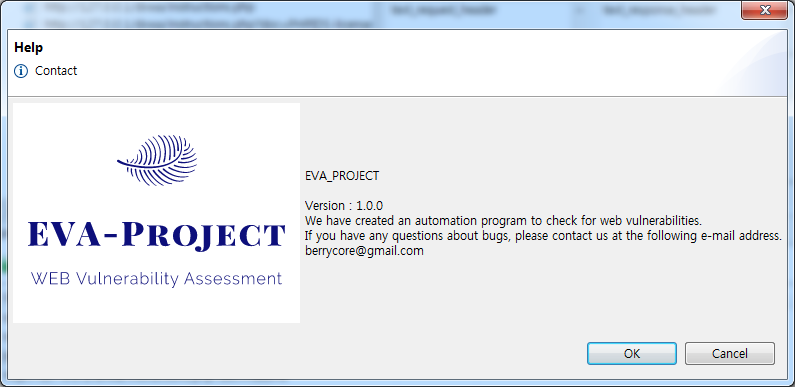 Help
Contact
EVA-PROJECT
WEB Vulnerability Assessment
EVA_PROJECT
Version : 1.0.0
We have created an automation program to check for web vulnerabilities.
If you have any questions about bugs, please contact us at the following e-mail address.
berrycore@gmail.com
OK
Cancel